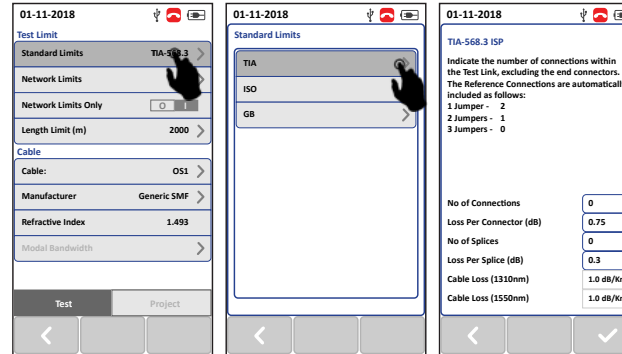 01-11-2018
Test Limit
Standard Limits TIA-568.3
Network Limits
Network Limits Only O I
Length Limit (m) 2000
Cable
Cable: OS1
Manufacturer Generic SMF
Refractive Index 1.493
Modal Bandwidth
Test Project
01-11-2018
Standard Limits
TIA
ISO
GB
01-11-2018
TIA-568.3 ISP
Indicate the number of connections within
the Test Link, excluding the end connectors.
The Reference Connections are automatically
included as follows:
1 Jumper - 2
2 Jumpers - 1
3 Jumpers - 0
No of Connections 0
Loss Per Connector (dB) 0.75
No of Splices 0
Loss Per Splice (dB) 0.3
Cable Loss (1310nm) 1.0 dB/Km
Cable Loss (1550nm) 1.0 dB/Km